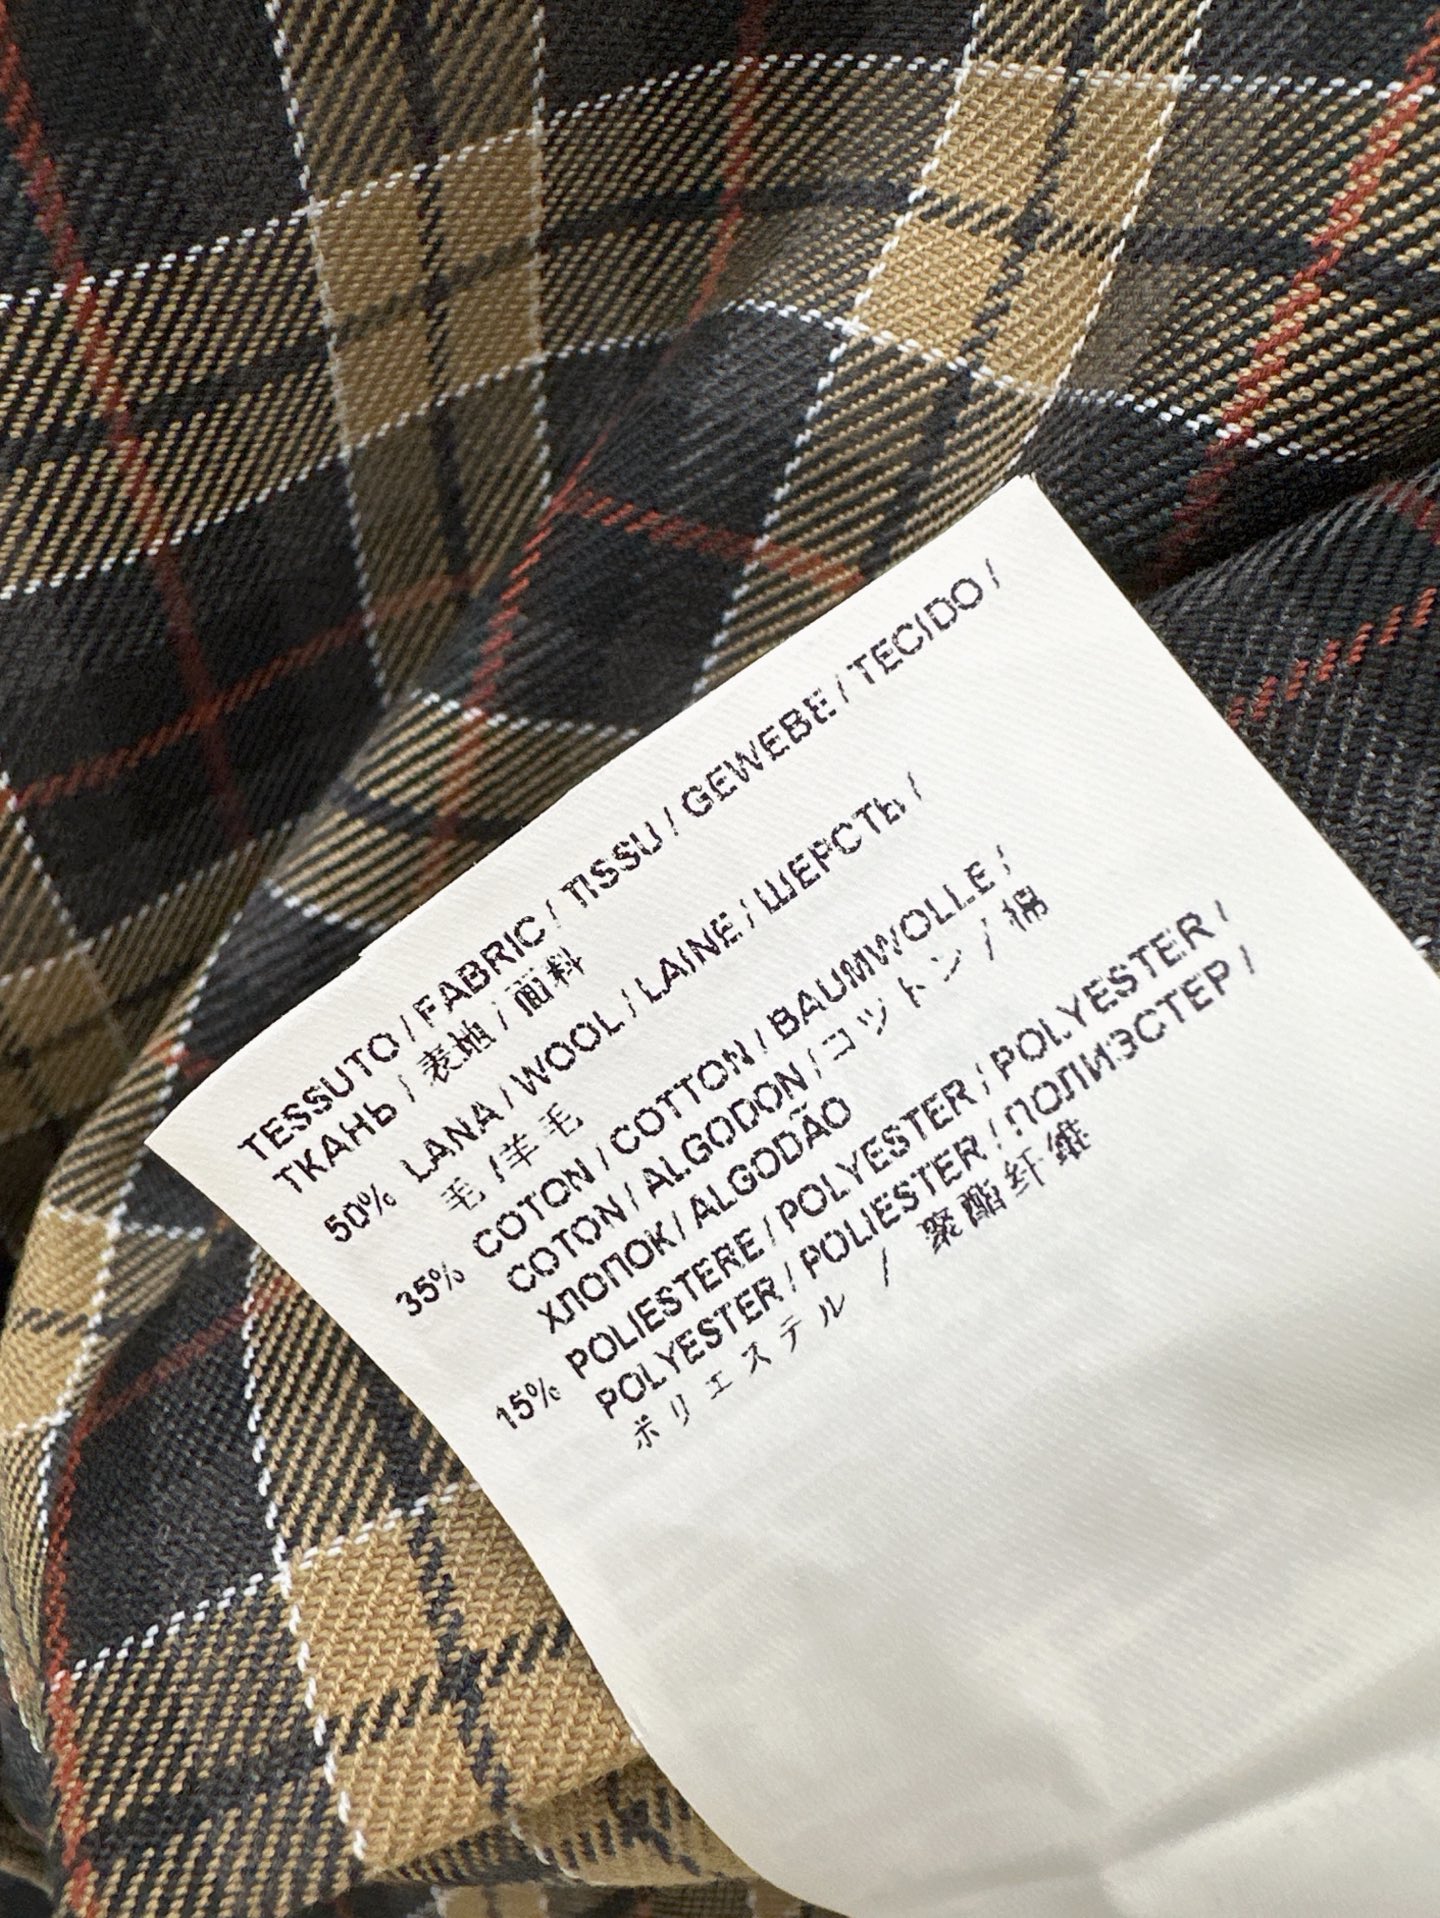 TESSUTO / FABRIC / TISSU / GEWEBE / TECIDO /
ТКАНЬ / 表地 / 面料
50% LANA / WOOL / LAINE / ШЕРСТЬ /
毛 / 羊毛
35% COTON / COTTON / BAUMWOLLE /
COTON / ALGODON / コットン / 棉
ХЛОПОК / ALGODÃO
15% POLIESTERE / POLYESTER / POLYESTER /
POLYESTER / POLIESTER / ПОЛИЭСТЕР /
ポリエステル / 聚酯纤维